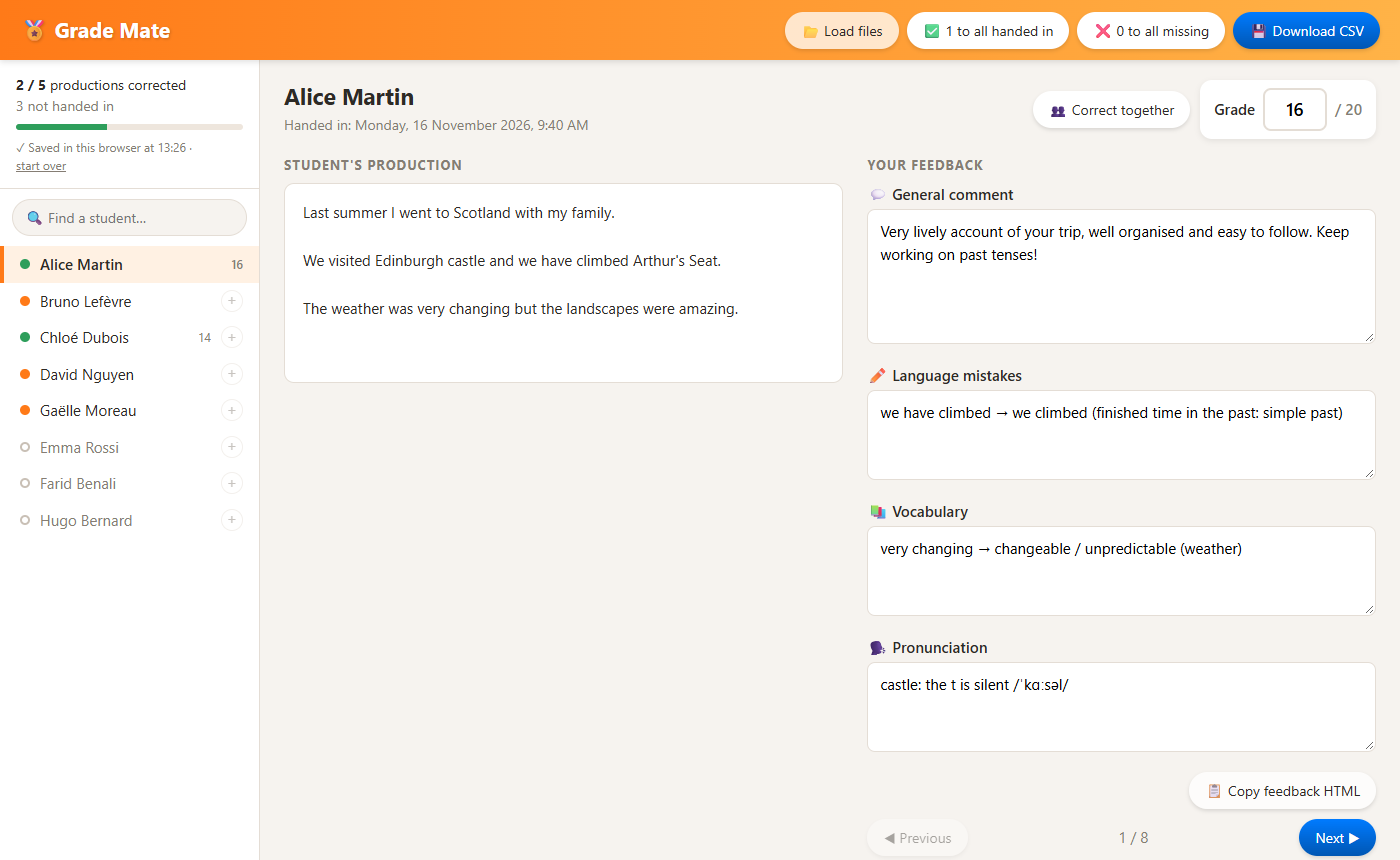 Grade Mate
Load files
1 to all handed in
0 to all missing
Download CSV
2 / 5 productions corrected
3 not handed in
✓ Saved in this browser at 13:26 ·
start over
Find a student...
Alice Martin 16
Bruno Lefèvre +
Chloé Dubois 14 +
David Nguyen +
Gaëlle Moreau +
Emma Rossi +
Farid Benali +
Hugo Bernard +
Alice Martin
Handed in: Monday, 16 November 2026, 9:40 AM
Correct together
Grade 16 / 20
STUDENT'S PRODUCTION
Last summer I went to Scotland with my family.
We visited Edinburgh castle and we have climbed Arthur's Seat.
The weather was very changing but the landscapes were amazing.
YOUR FEEDBACK
General comment
Very lively account of your trip, well organised and easy to follow. Keep
working on past tenses!
Language mistakes
we have climbed → we climbed (finished time in the past: simple past)
Vocabulary
very changing → changeable / unpredictable (weather)
Pronunciation
castle: the t is silent /ˈkɑːsəl/
Copy feedback HTML
◀ Previous
1 / 8
Next ▶